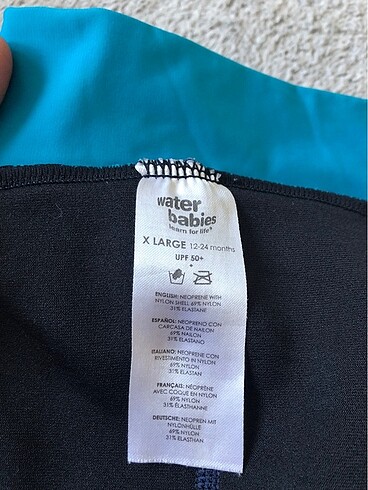 water
babies
learn for life
X LARGE 12-24 months
UPF 50+
ENGLISH: NEOPRENE WITH
NYLON SHELL 69% NYLON
31% ELASTANE
ESPAÑOL: NEOPRENO CON
CARCASA DE NAILON
69% NAILON
31% ELASTANO
ITALIANO: NEOPRENE CON
RIVESTIMENTO IN NYLON
69% NYLON
31% ELASTAN
FRANÇAIS: NÉOPRÈNE
AVEC COQUE EN NYLON
69% NYLON
31% ÉLASTHANNE
DEUTSCHE: NEOPREN MIT
NYLONHÜLLE
69% NYLON
31% ELASTHAN